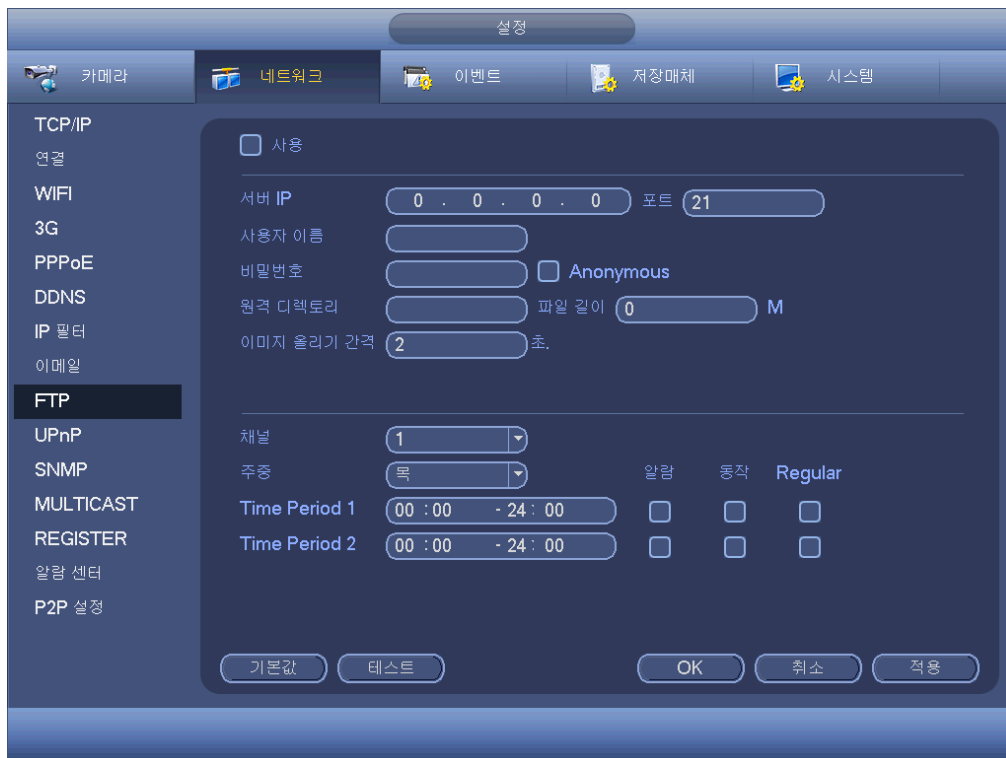 설정
카메라 네트워크 이벤트 저장매체 시스템
TCP/IP
연결
WIFI
3G
PPPoE
DDNS
IP 필터
이메일
FTP
UPnP
SNMP
MULTICAST
REGISTER
알람 센터
P2P 설정
사용
서버 IP 0 . 0 . 0 . 0 포트 21
사용자 이름
비밀번호 Anonymous
원격 디렉토리 파일 길이 0 M
이미지 올리기 간격 2 초.
채널 1
주중 목 알람 동작 Regular
Time Period 1 00 :00 - 24 : 00
Time Period 2 00 :00 - 24 : 00
기본값 테스트 OK 취소 적용